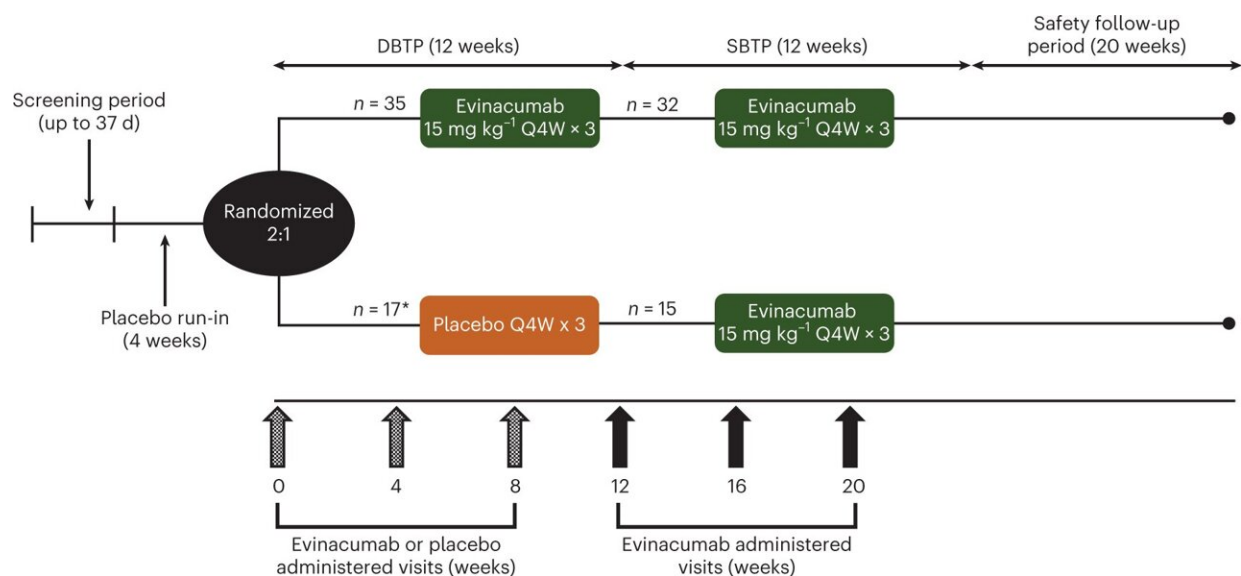 DBTP (12 weeks)
SBTP (12 weeks)
Safety follow-up
period (20 weeks)
Screening period
(up to 37 d)
n = 35
Evinacumab
15 mg kg⁻¹ Q4W × 3
n = 32
Evinacumab
15 mg kg⁻¹ Q4W × 3
Randomized
2:1
Placebo run-in
(4 weeks)
n = 17*
Placebo Q4W x 3
n = 15
Evinacumab
15 mg kg⁻¹ Q4W × 3
0
4
8
12
16
20
Evinacumab or placebo
administered visits (weeks)
Evinacumab administered
visits (weeks)